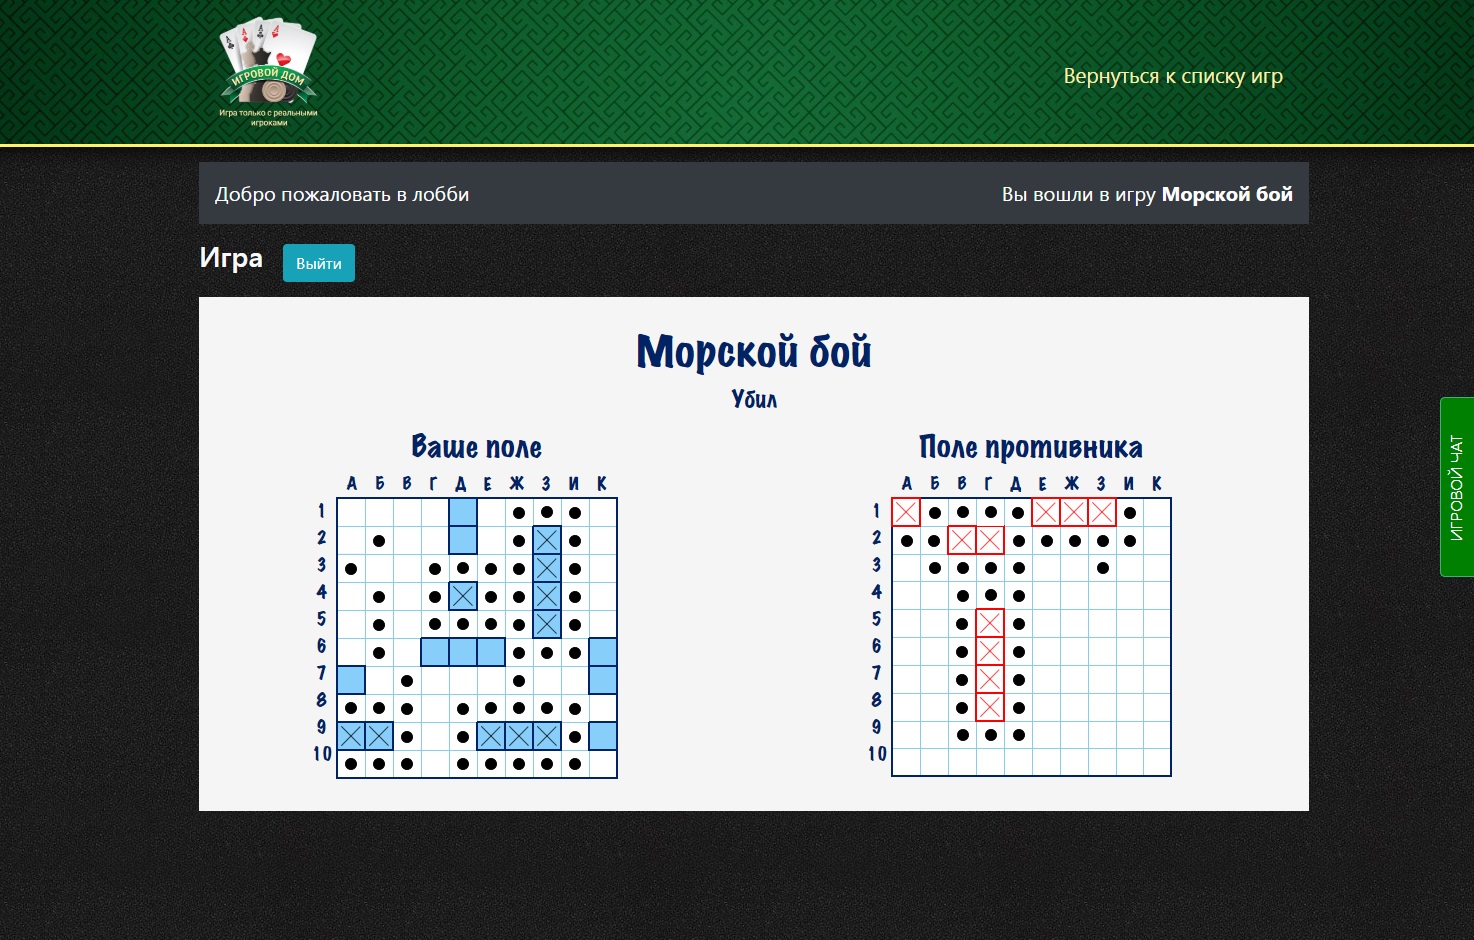 ИГРОВОЙ ДОМ
Игра только с реальными
игроками
Вернуться к списку игр
Добро пожаловать в лобби
Вы вошли в игру Морской бой
Игра
Выйти
Морской бой
Убил
Ваше поле
А Б В Г Д Е Ж З И К
1
2
3
4
5
6
7
8
9
10
Поле противника
А Б В Г Д Е Ж З И К
1
2
3
4
5
6
7
8
9
10
ИГРОВОЙ ЧАТ